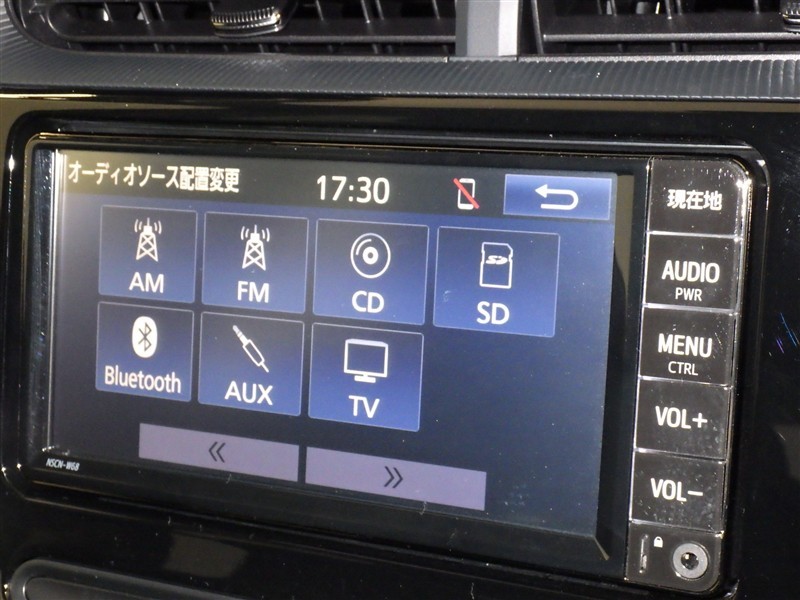 オーディオソース配置変更
17:30
現在地
AM
FM
CD
SD
AUDIO
PWR
Bluetooth
AUX
TV
MENU
CTRL
VOL+
VOL-
NSCN-W68